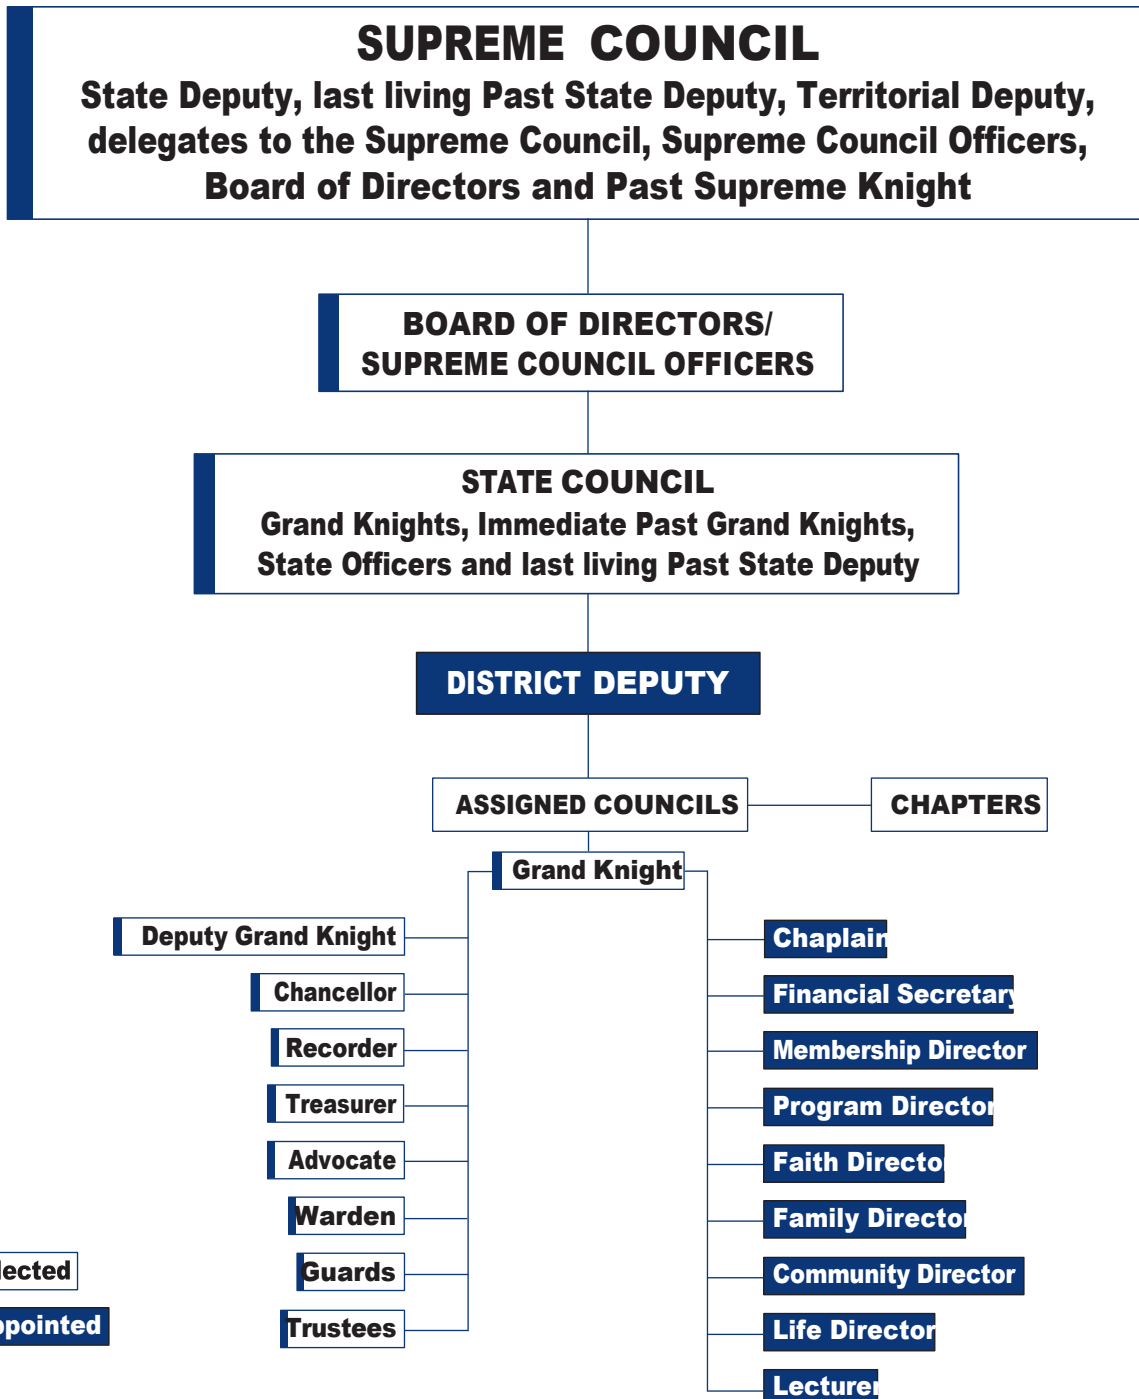 SUPREME COUNCIL
State Deputy, last living Past State Deputy, Territorial Deputy,
delegates to the Supreme Council, Supreme Council Officers,
Board of Directors and Past Supreme Knight
BOARD OF DIRECTORS/
SUPREME COUNCIL OFFICERS
STATE COUNCIL
Grand Knights, Immediate Past Grand Knights,
State Officers and last living Past State Deputy
DISTRICT DEPUTY
ASSIGNED COUNCILS
CHAPTERS
Grand Knight
Deputy Grand Knight
Chancellor
Recorder
Treasurer
Advocate
Warden
Guards
Trustees
Chaplain
Financial Secretary
Membership Director
Program Director
Faith Director
Family Director
Community Director
Life Director
Lecturer
lected
ppointed